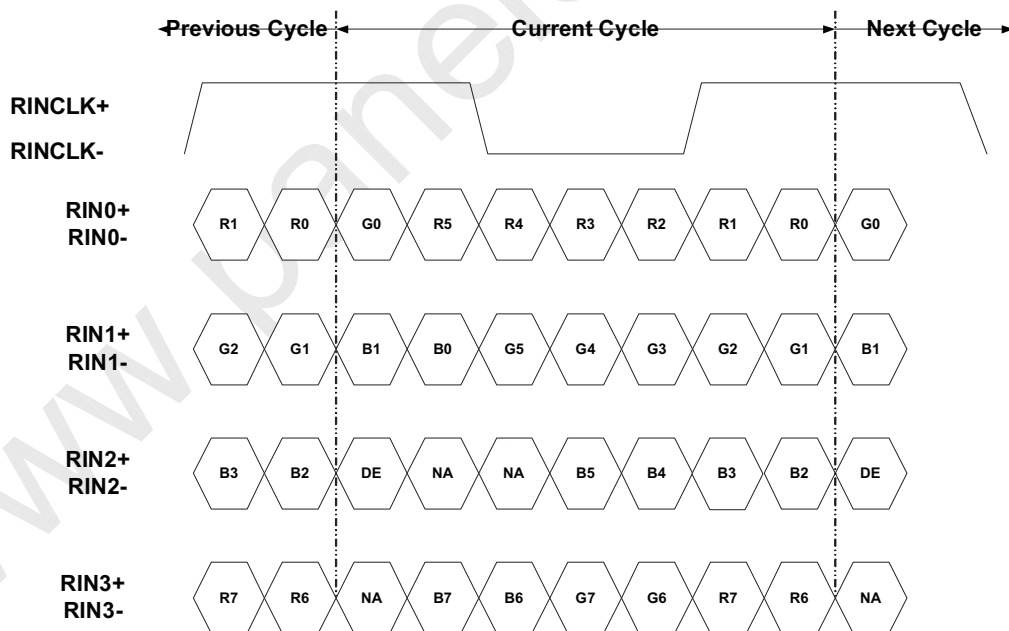 Previous Cycle Current Cycle Next Cycle
RINCLK+
RINCLK-
RIN0+
RIN0-
R1 R0 G0 R5 R4 R3 R2 R1 R0 G0
RIN1+
RIN1-
G2 G1 B1 B0 G5 G4 G3 G2 G1 B1
RIN2+
RIN2-
B3 B2 DE NA NA B5 B4 B3 B2 DE
RIN3+
RIN3-
R7 R6 NA B7 B6 G7 G6 R7 R6 NA